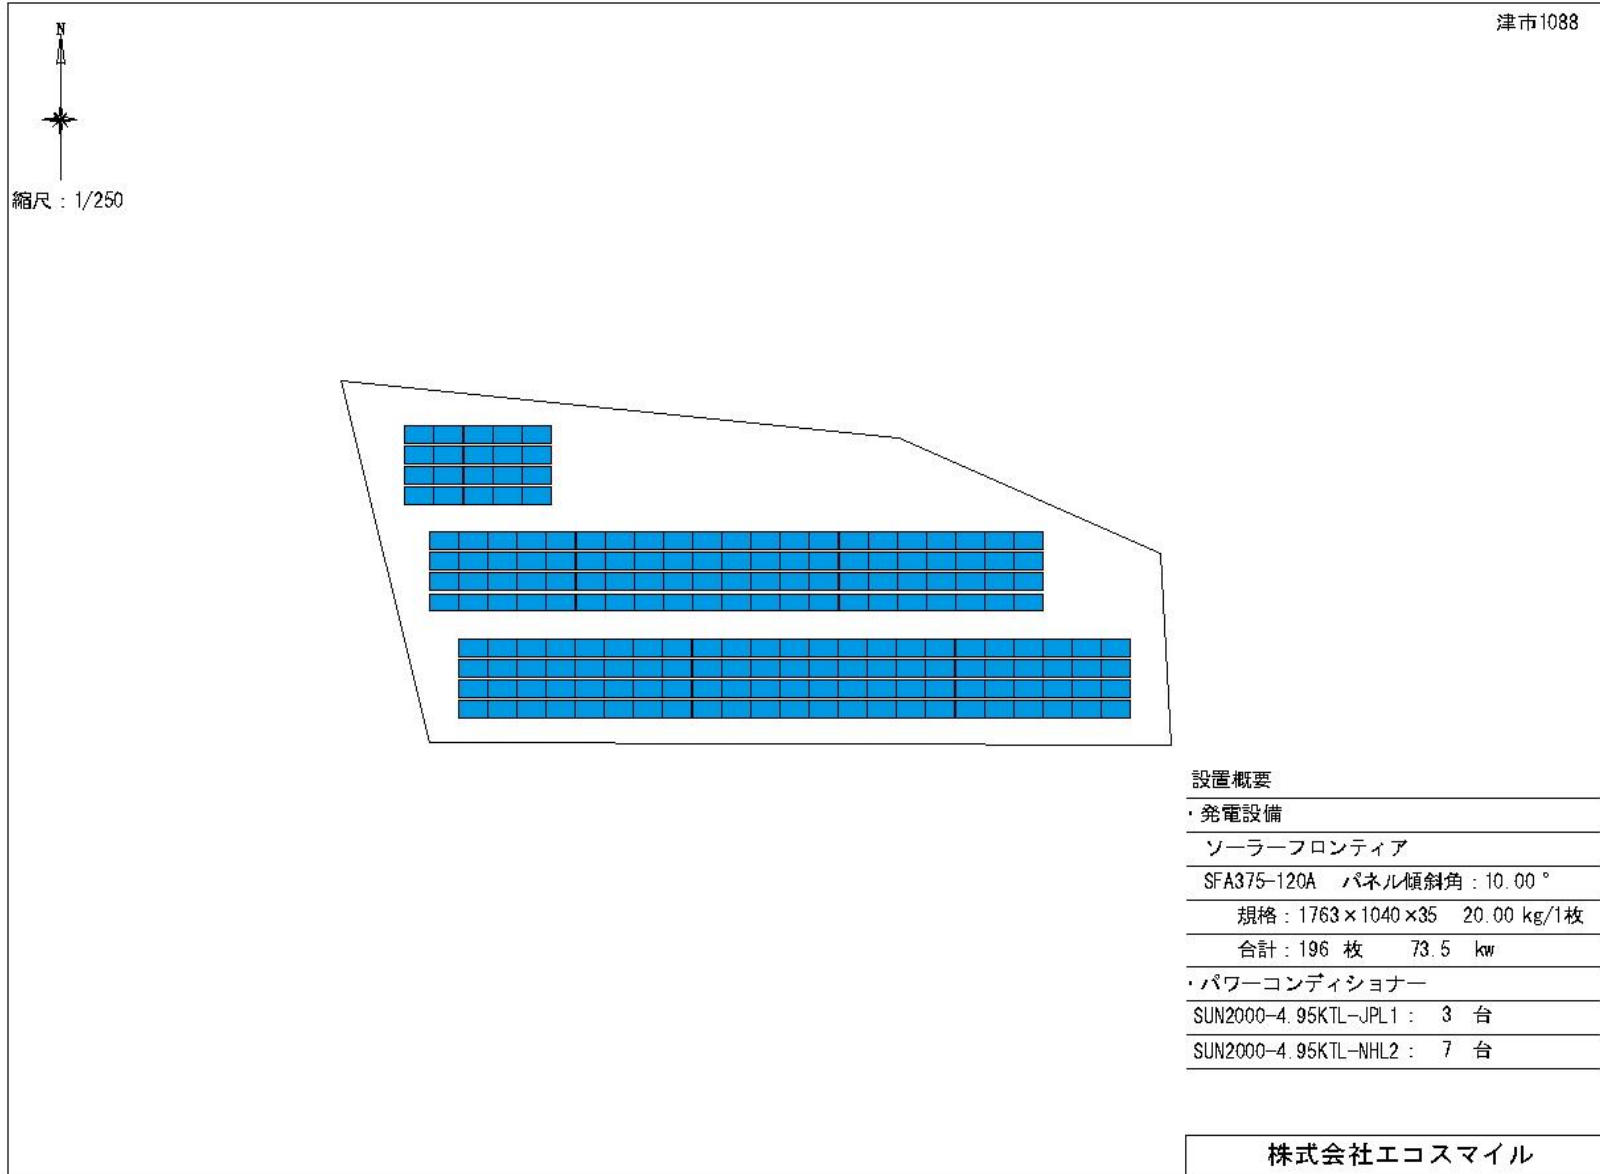 津市1088
N
縮尺：1/250
設置概要
・発電設備
ソーラーフロンティア
SFA375-120A　パネル傾斜角：10.00°
規格：1763×1040×35　20.00 kg/1枚
合計：196 枚　73.5 kw
・パワーコンディショナー
SUN2000-4.95KTL-JPL1：　3 台
SUN2000-4.95KTL-NHL2：　7 台
株式会社エコスマイル